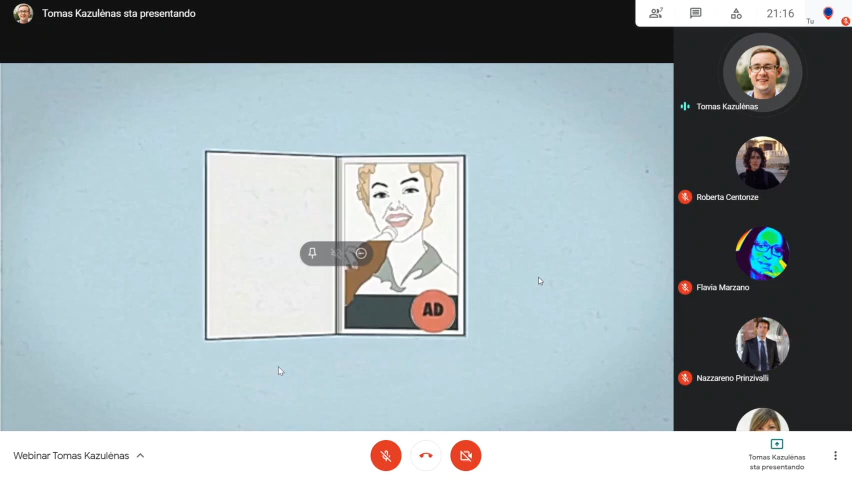 Tomas Kazulėnas sta presentando
7
21:16
Tu
Tomas Kazulėnas
Roberta Centonze
Flavia Marzano
Nazzareno Prinzivalli
AD
Webinar Tomas Kazulėnas
Tomas Kazulėnas
sta presentando